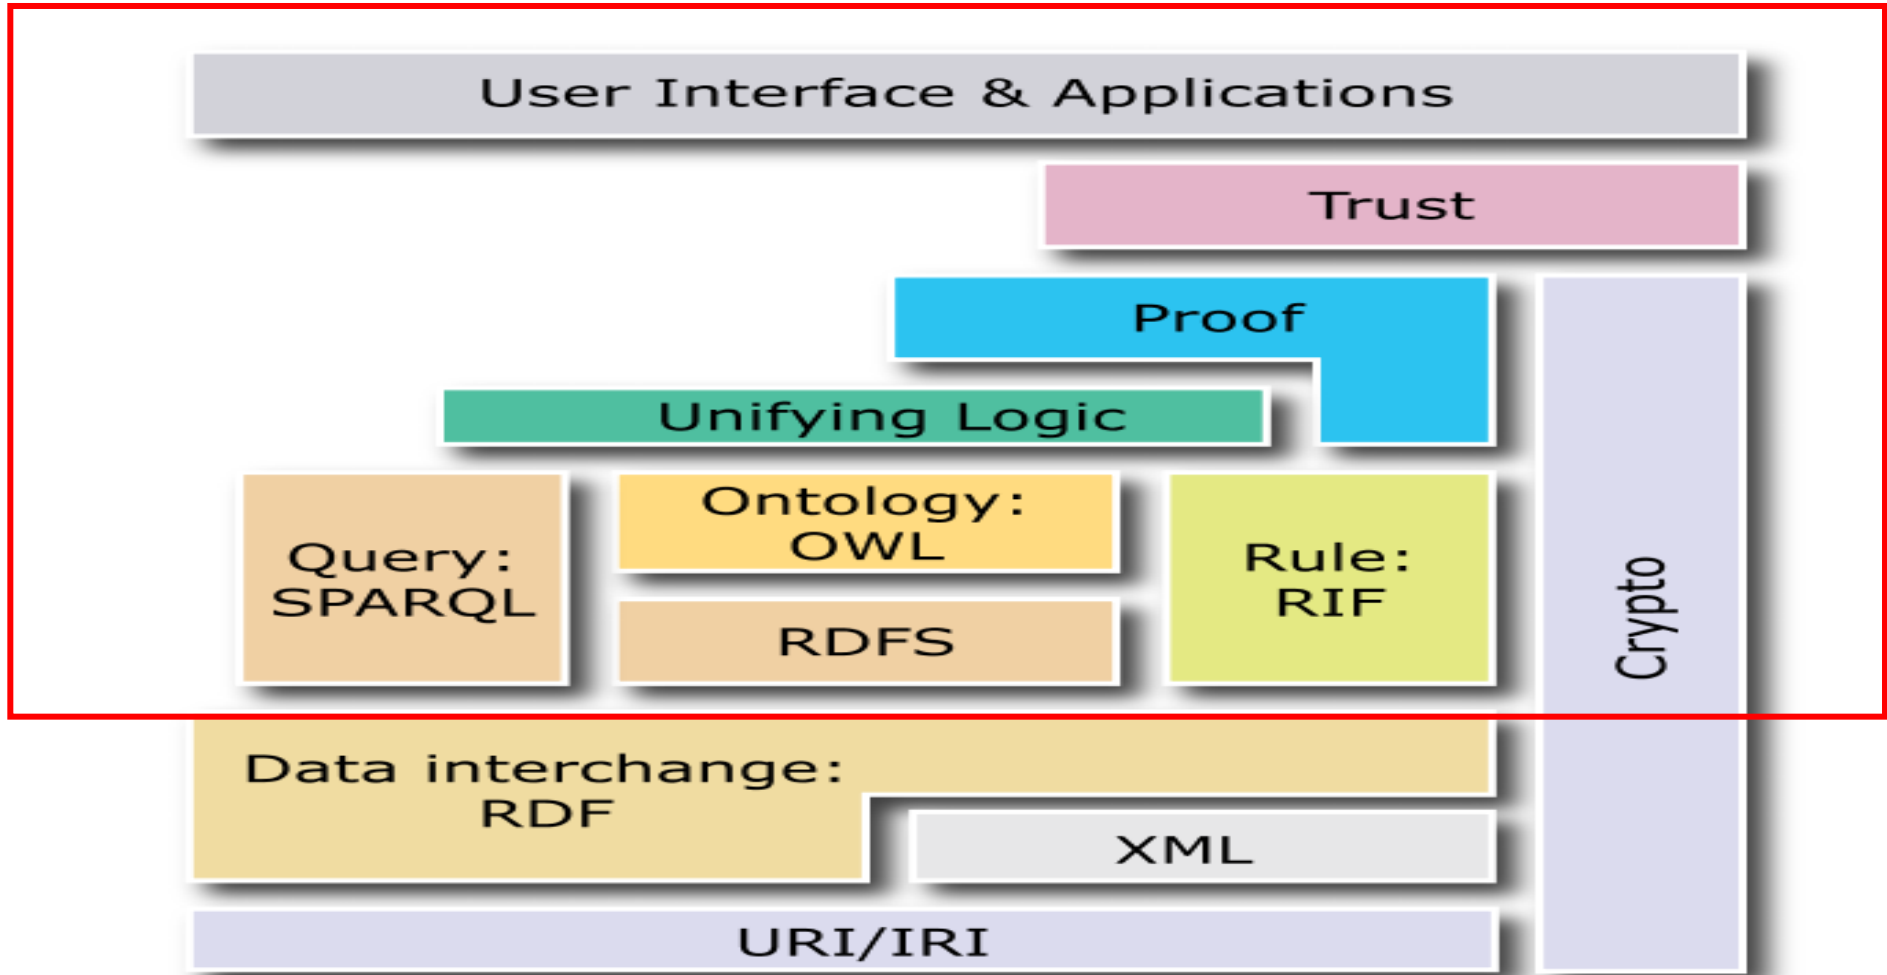 User Interface & Applications
Trust
Proof
Unifying Logic
Query:
SPARQL
Ontology:
OWL
RDFS
Rule:
RIF
Crypto
Data interchange:
RDF
XML
URI/IRI